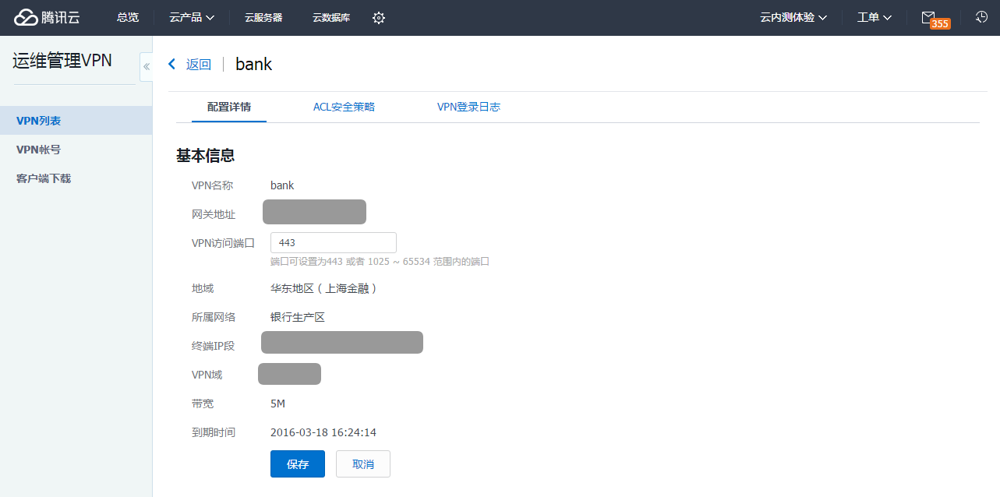 腾讯云 总览 云产品 云服务器 云数据库 云内测体验 工单 355
运维管理VPN
«
VPN列表
VPN帐号
客户端下载
返回 bank
配置详情 ACL安全策略 VPN登录日志
基本信息
VPN名称 bank
网关地址
VPN访问端口 443
端口可设置为443 或者 1025 ~ 65534 范围内的端口
地域 华东地区（上海金融）
所属网络 银行生产区
终端IP段
VPN域
带宽 5M
到期时间 2016-03-18 16:24:14
保存 取消